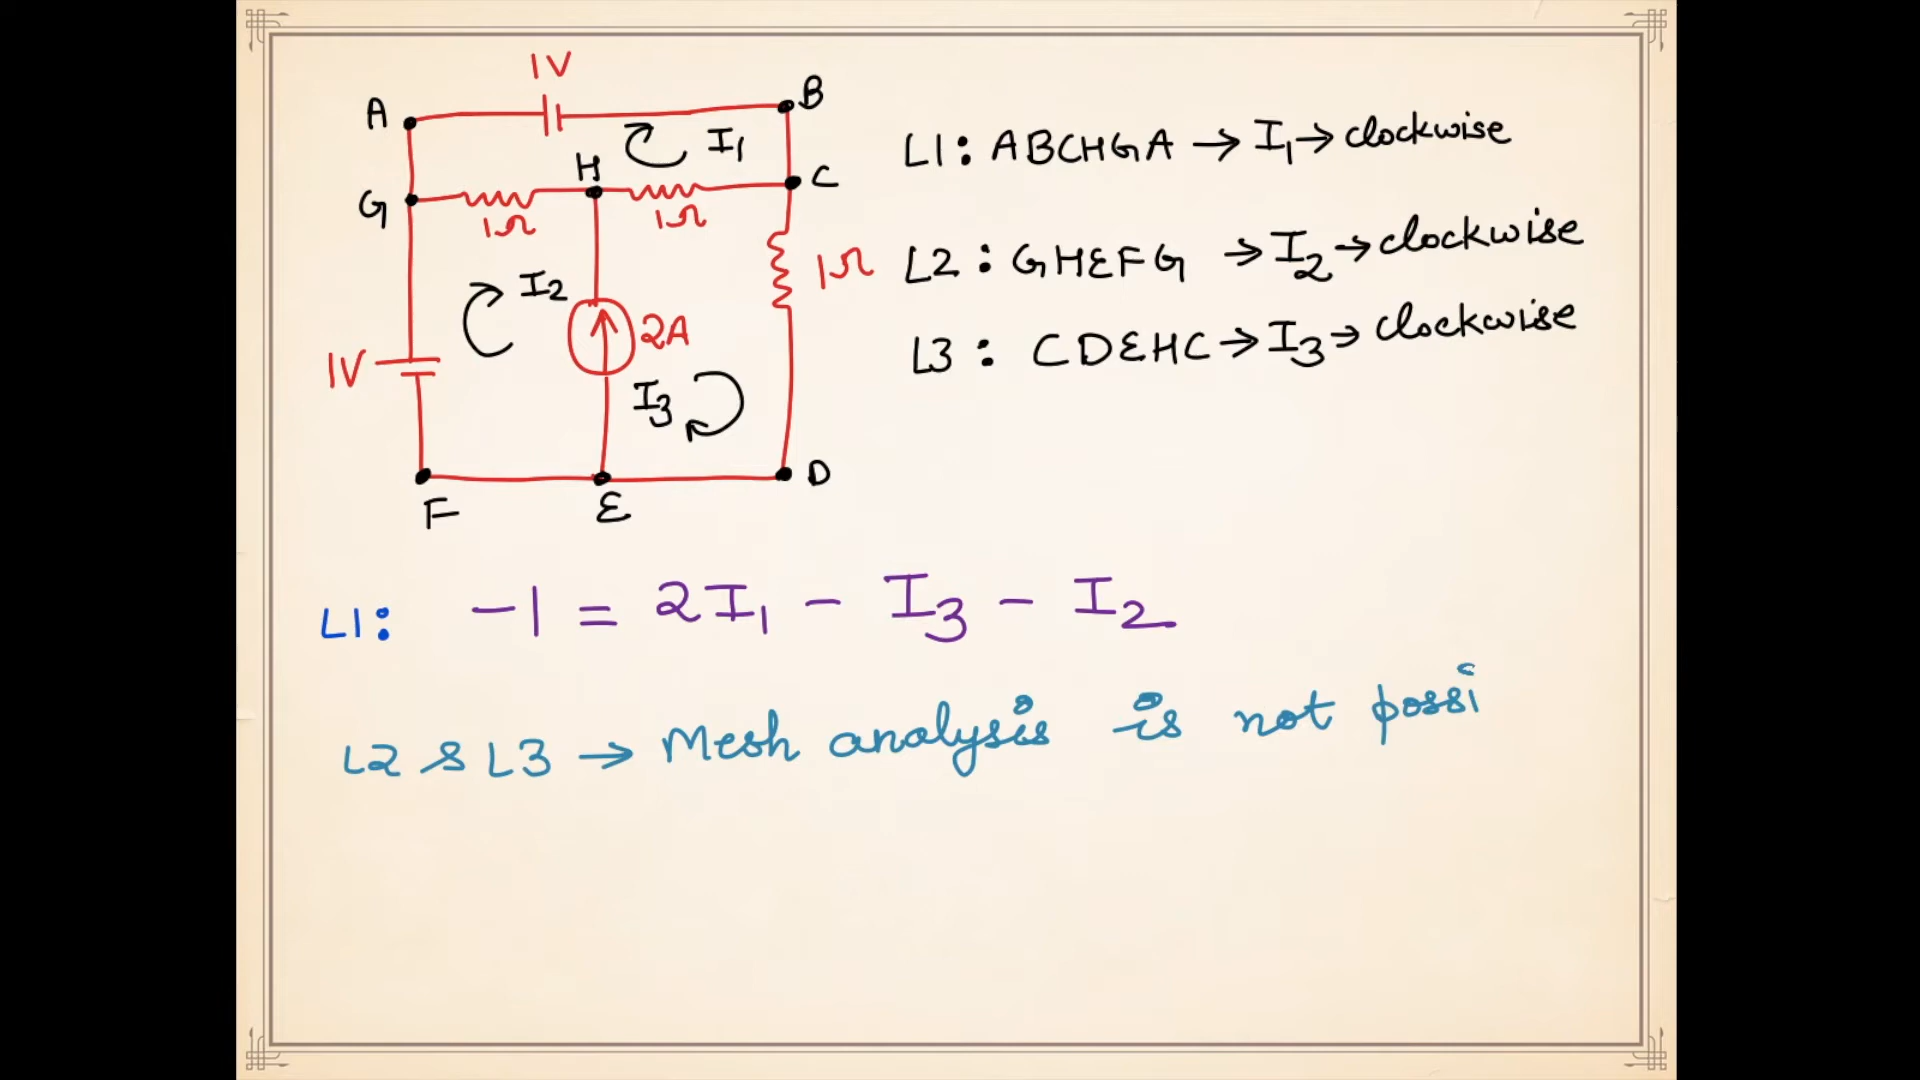 1V
A
B
I1
H
C
G
1Ω
1Ω
1Ω
I2
2A
1V
I3
F
E
D
L1: ABCHGA → I1 → clockwise
L2: GHEFG → I2 → clockwise
L3: CDEHC → I3 → clockwise
L1: -1 = 2I1 - I3 - I2
L2 & L3 → Mesh analysis is not possi